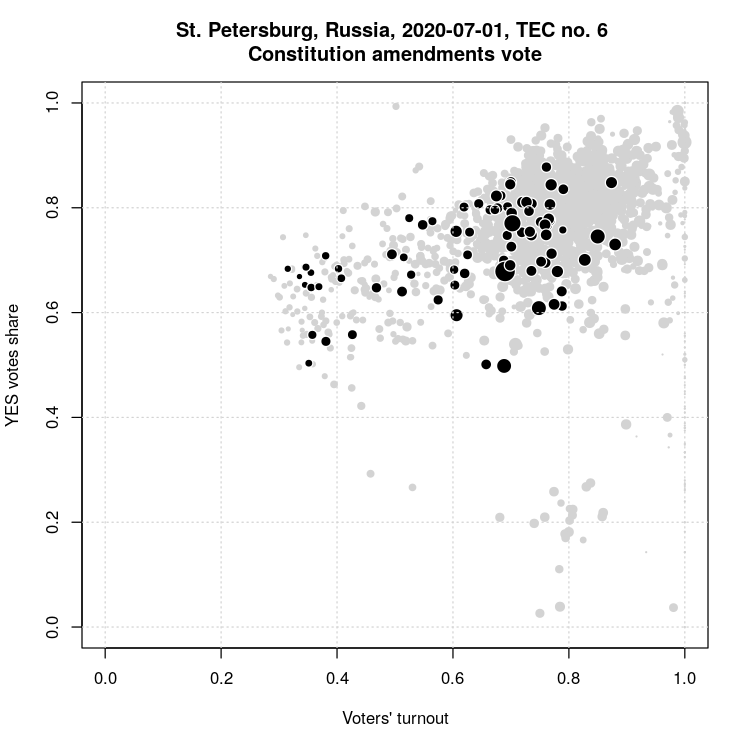 St. Petersburg, Russia, 2020-07-01, TEC no. 6
Constitution amendments vote
YES votes share
1.0
0.8
0.6
0.4
0.2
0.0
0.0 0.2 0.4 0.6 0.8 1.0
Voters' turnout